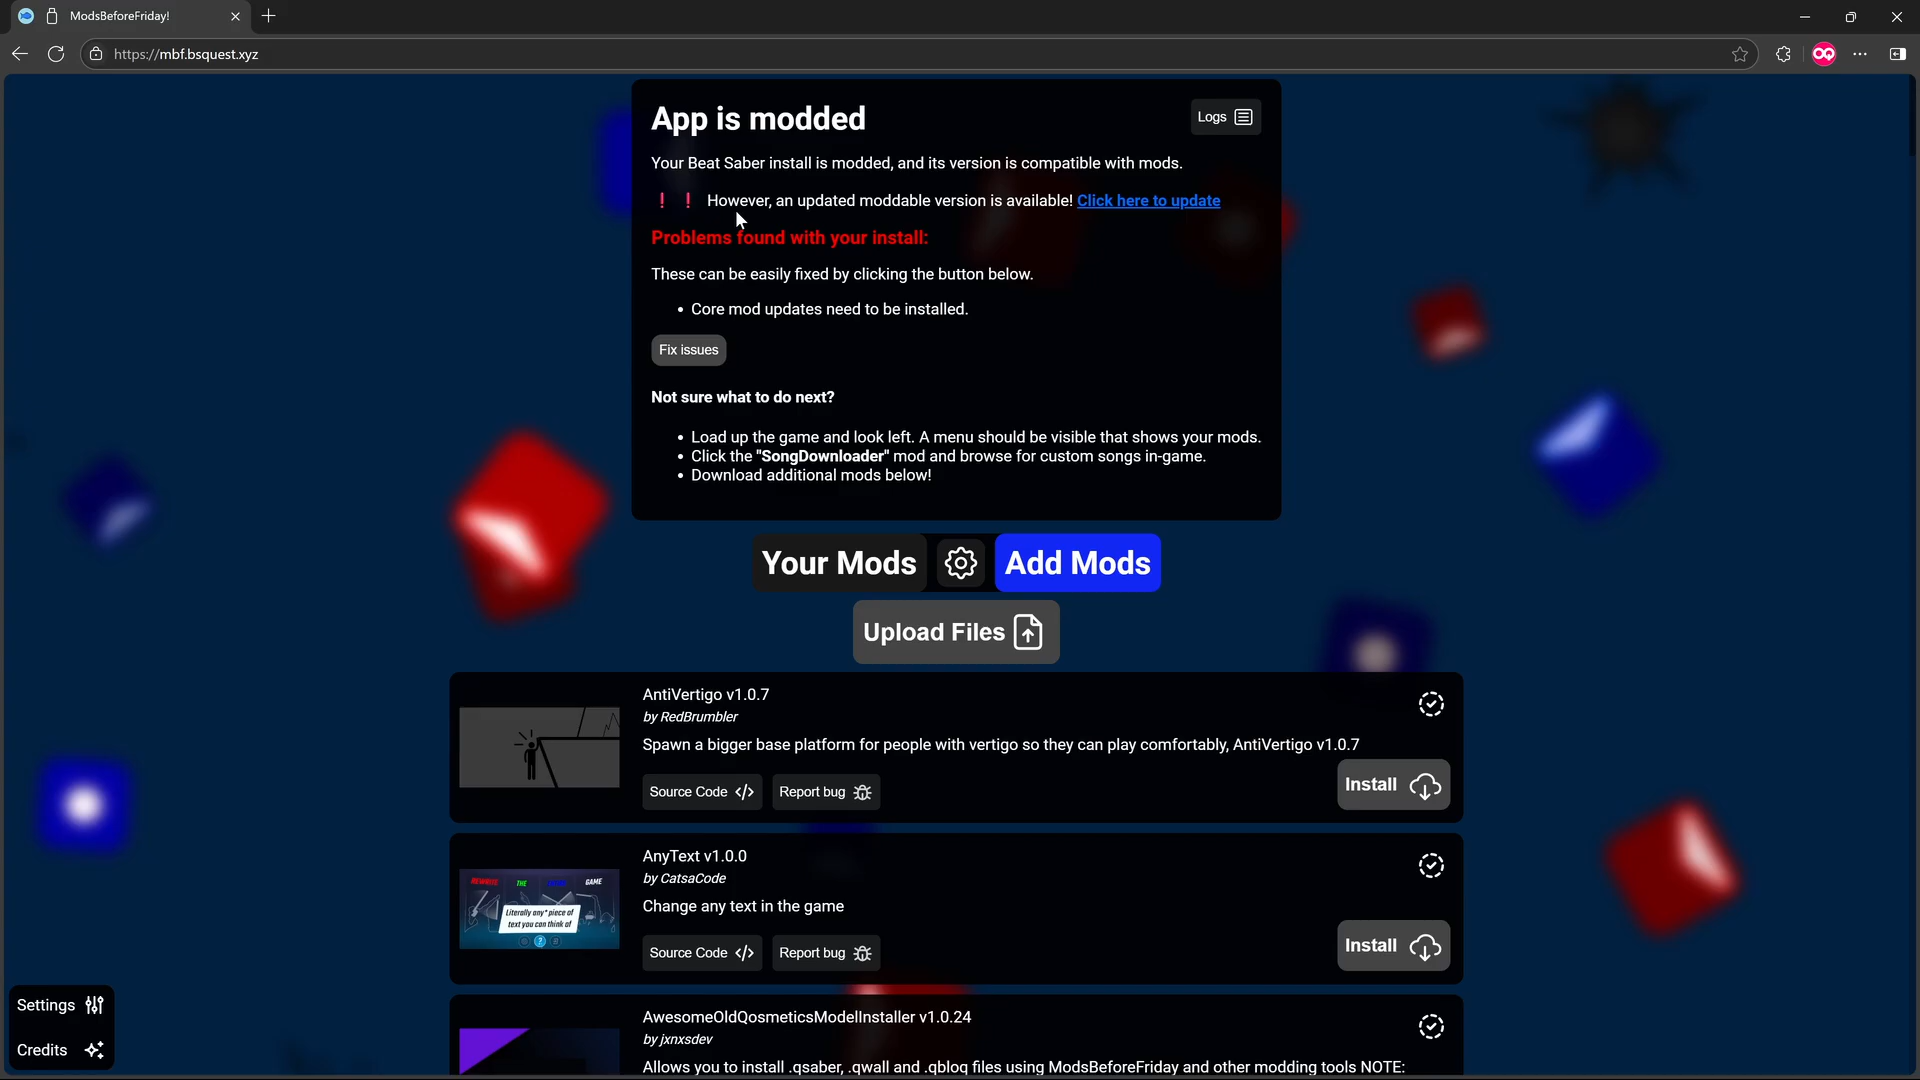 ModsBeforeFriday!
https://mbf.bsquest.xyz
App is modded
Logs
Your Beat Saber install is modded, and its version is compatible with mods.
❗ ❗ However, an updated moddable version is available! Click here to update
Problems found with your install:
These can be easily fixed by clicking the button below.
• Core mod updates need to be installed.
Fix issues
Not sure what to do next?
• Load up the game and look left. A menu should be visible that shows your mods.
• Click the "SongDownloader" mod and browse for custom songs in-game.
• Download additional mods below!
Your Mods
Add Mods
Upload Files
AntiVertigo v1.0.7
by RedBrumbler
Spawn a bigger base platform for people with vertigo so they can play comfortably, AntiVertigo v1.0.7
Source Code </>
Report bug
Install
AnyText v1.0.0
by CatsaCode
Change any text in the game
REWRITE THE GAME
Literally any* piece of
text you can think of
Source Code </>
Report bug
Install
AwesomeOldQosmeticsModelInstaller v1.0.24
by jxnxsdev
Allows you to install .qsaber, .qwall and .qbloq files using ModsBeforeFriday and other modding tools NOTE:
Settings
Credits